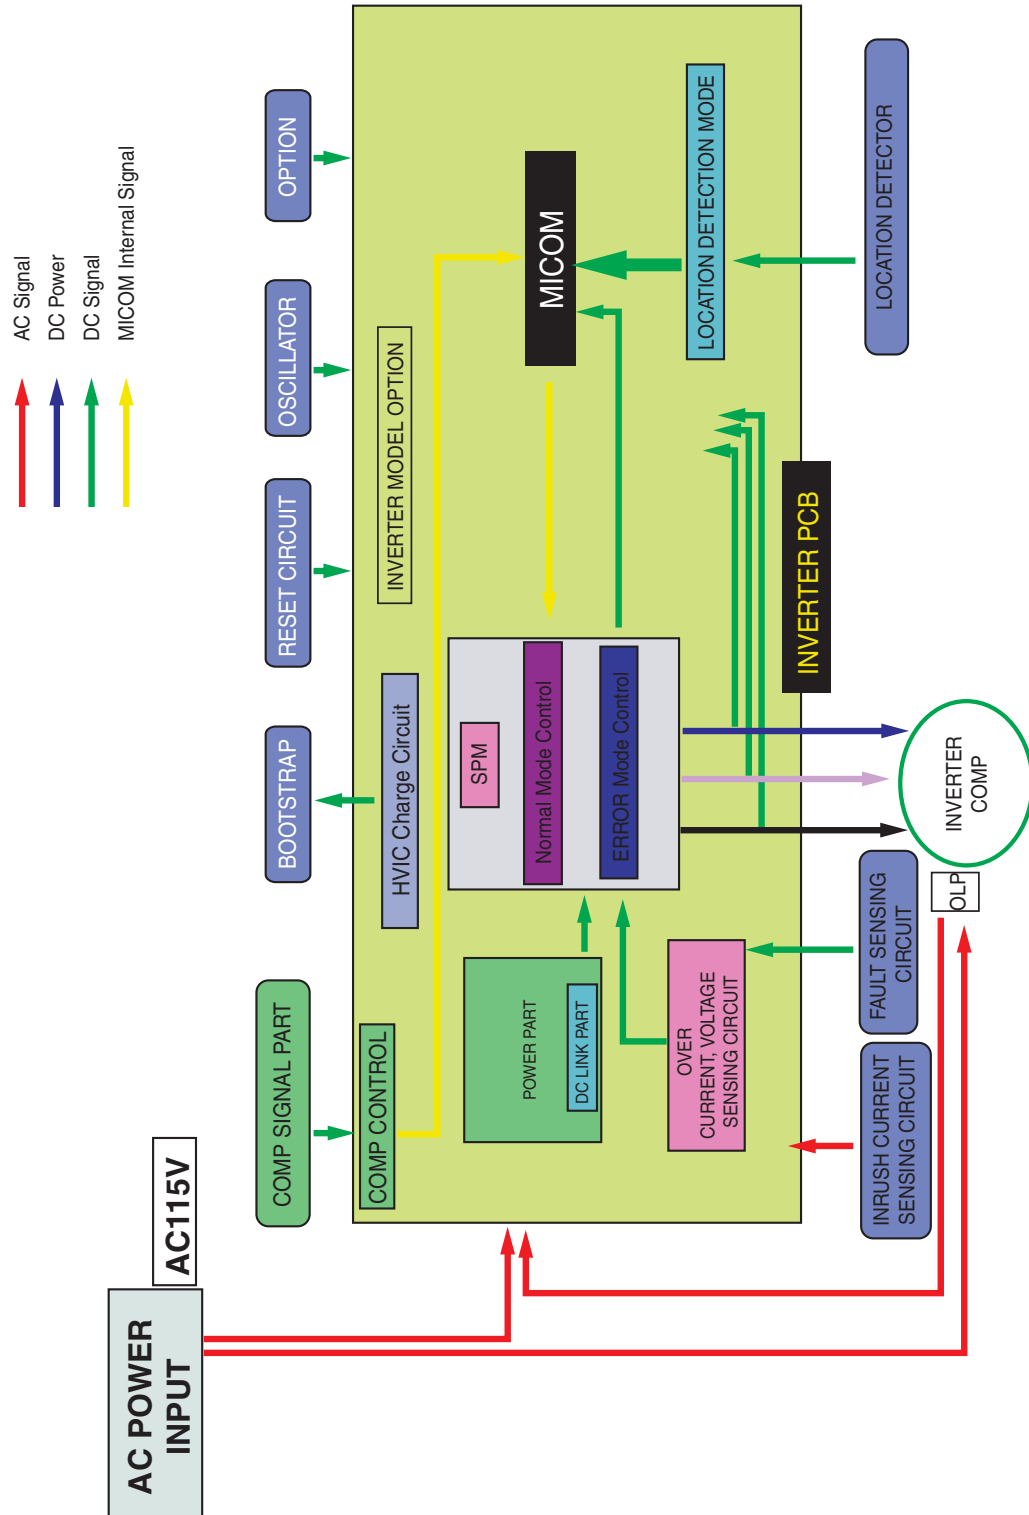 AC Signal
DC Power
DC Signal
MICOM Internal Signal
AC POWER
INPUT
AC115V
COMP SIGNAL PART
BOOTSTRAP
RESET CIRCUIT
OSCILLATOR
OPTION
COMP CONTROL
HVIC Charge Circuit
INVERTER MODEL OPTION
POWER PART
DC LINK PART
SPM
Normal Mode Control
ERROR Mode Control
MICOM
OVER
CURRENT, VOLTAGE
SENSING CIRCUIT
LOCATION DETECTION MODE
INVERTER PCB
INRUSH CURRENT
SENSING CIRCUIT
FAULT SENSING
CIRCUIT
OLP
INVERTER
COMP
LOCATION DETECTOR